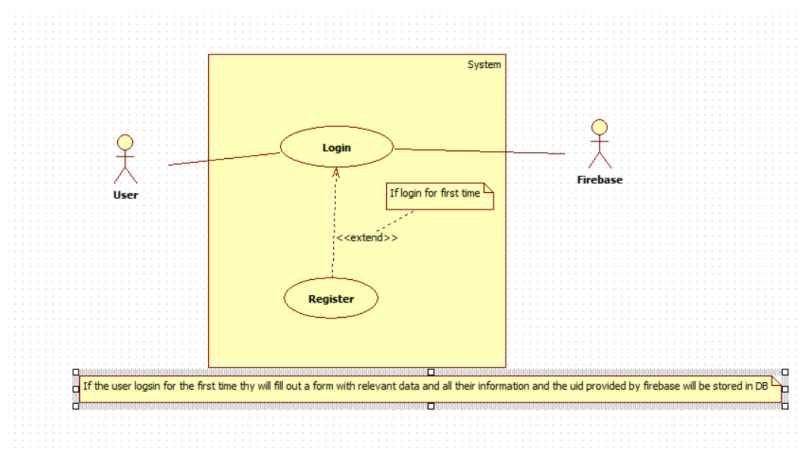 System
Login
User
Firebase
If login for first time
<<extend>>
Register
If the user logsin for the first time thy will fill out a form with relevant data and all their information and the uid provided by firebase will be stored in DB